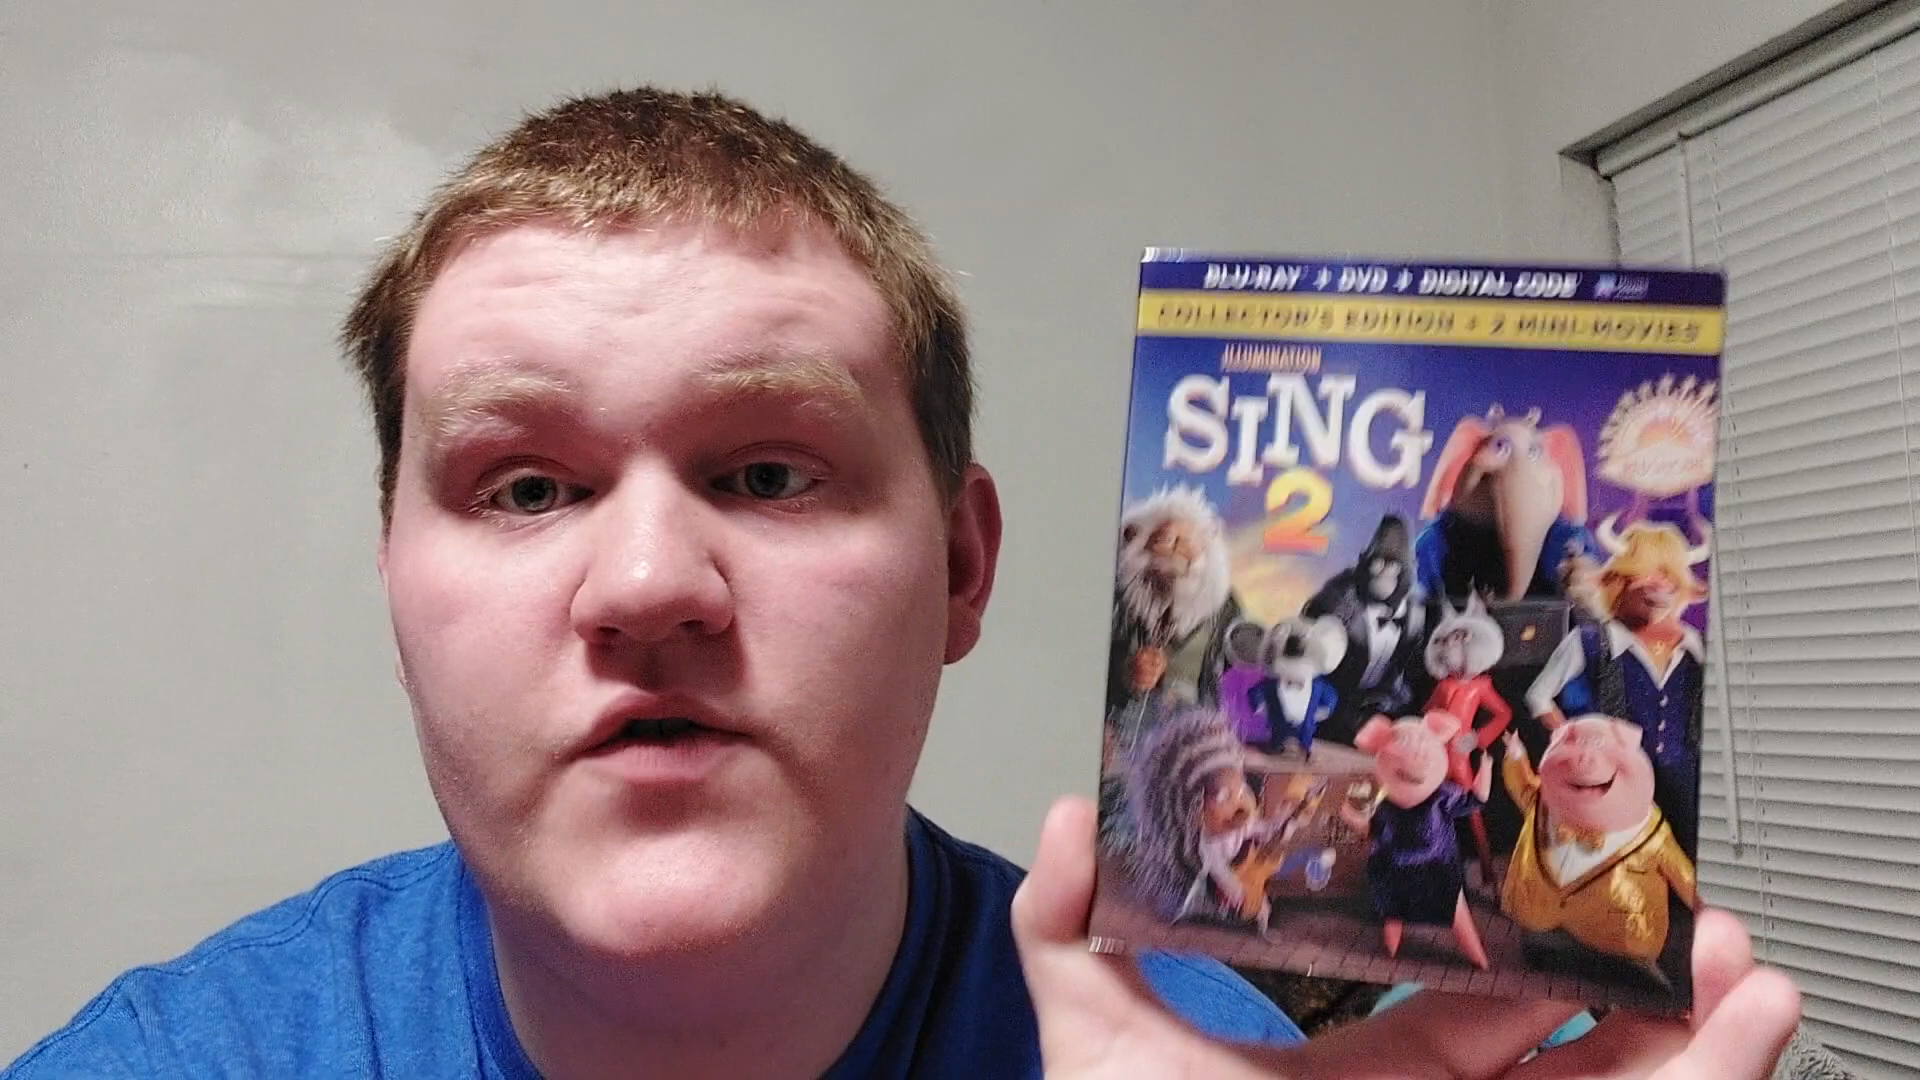 BLU-RAY + DVD + DIGITAL CODE
COLLECTOR'S EDITION + 2 MINI-MOVIES
ILLUMINATION
SING
2